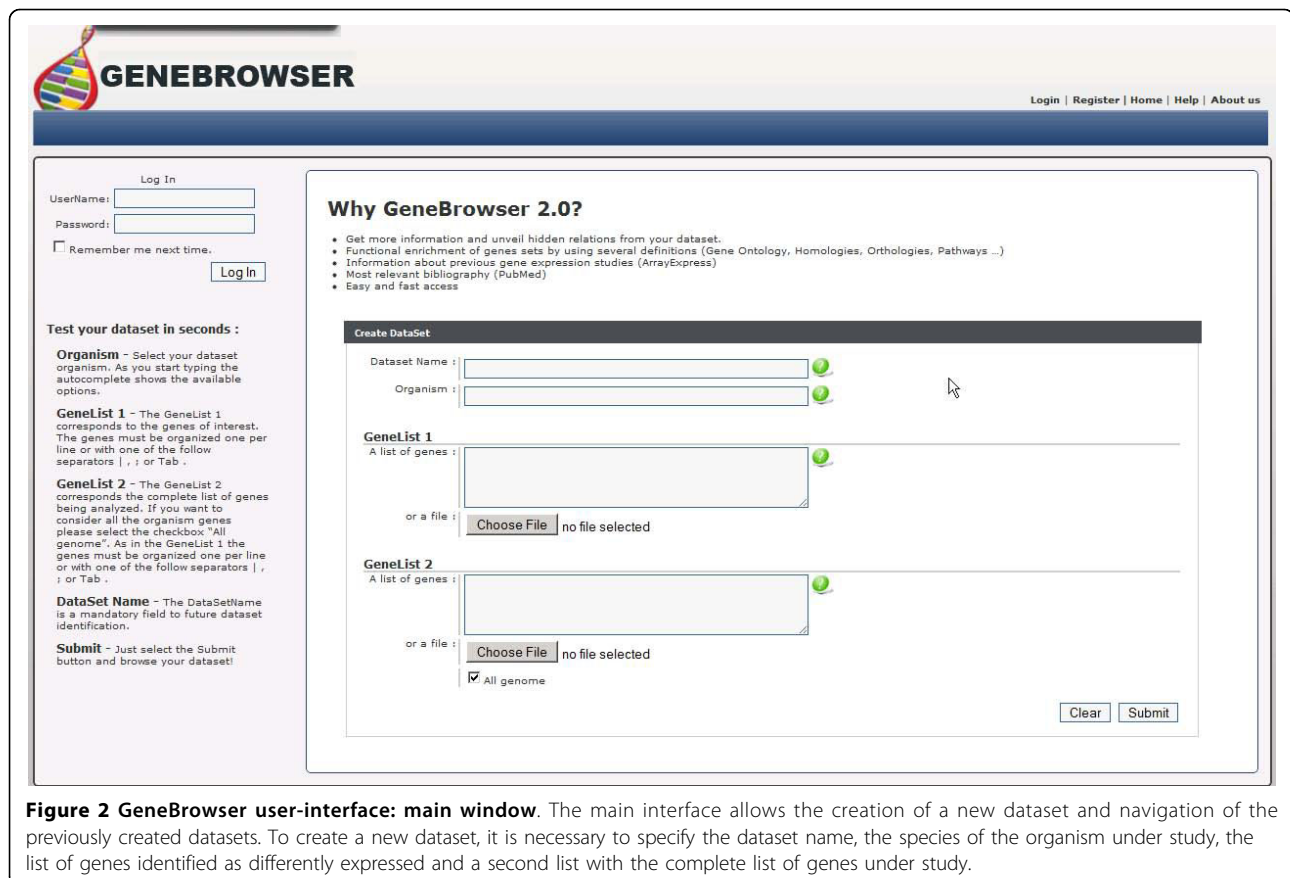 GENEBROWSER
Login | Register | Home | Help | About us
Log In
UserName:
Password:
Remember me next time.
Log In
Test your dataset in seconds :
Organism - Select your dataset
organism. As you start typing the
autocomplete shows the available
options.
GeneList 1 - The GeneList 1
corresponds to the genes of interest.
The genes must be organized one per
line or with one of the follow
separators | , ; or Tab .
GeneList 2 - The GeneList 2
corresponds the complete list of genes
being analyzed. If you want to
consider all the organism genes
please select the checkbox "All
genome". As in the GeneList 1 the
genes must be organized one per line
or with one of the follow separators | ,
; or Tab .
DataSet Name - The DataSetName
is a mandatory field to future dataset
identification.
Submit - Just select the Submit
button and browse your dataset!
Why GeneBrowser 2.0?
• Get more information and unveil hidden relations from your dataset.
• Functional enrichment of genes sets by using several definitions (Gene Ontology, Homologies, Orthologies, Pathways ...)
• Information about previous gene expression studies (ArrayExpress)
• Most relevant bibliography (PubMed)
• Easy and fast access
Create DataSet
Dataset Name :
Organism :
GeneList 1
A list of genes :
or a file : Choose File no file selected
GeneList 2
A list of genes :
or a file : Choose File no file selected
All genome
Clear Submit
Figure 2 GeneBrowser user-interface: main window. The main interface allows the creation of a new dataset and navigation of the
previously created datasets. To create a new dataset, it is necessary to specify the dataset name, the species of the organism under study, the
list of genes identified as differently expressed and a second list with the complete list of genes under study.